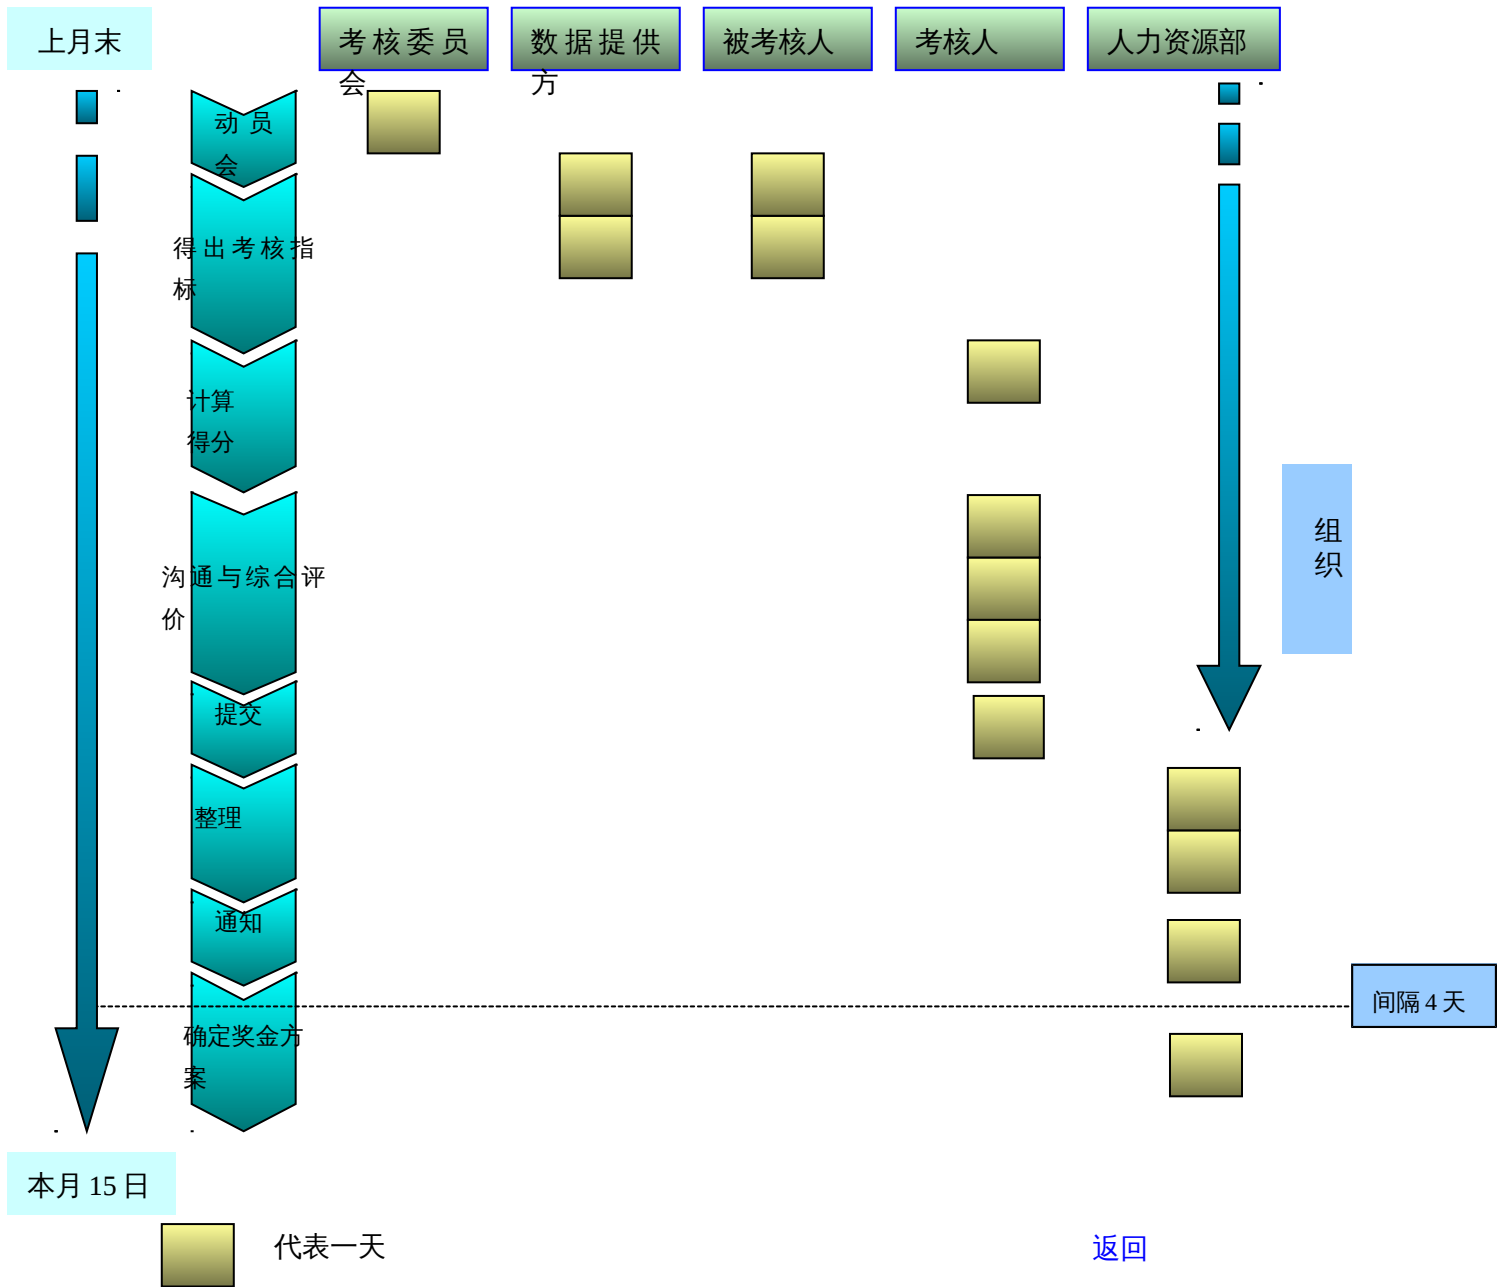 上月末
考核委员
会
数据提供
方
被考核人
考核人
人力资源部
动员
会
得出考核指
标
计算
得分
组
织
沟通与综合评
价
提交
整理
通知
间隔4天
确定奖金方
案
本月15日
代表一天
返回